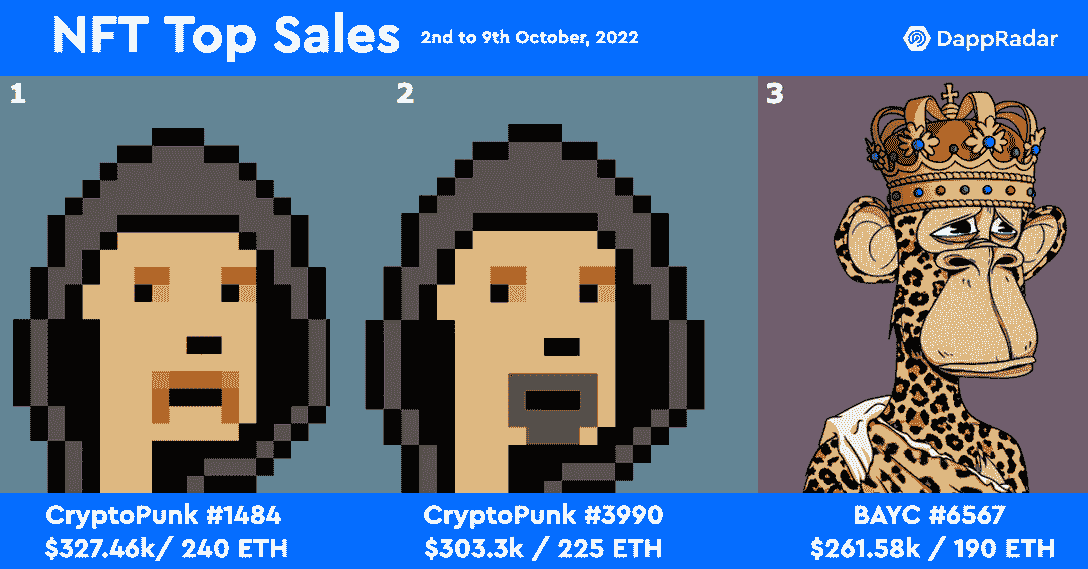 NFT Top Sales 2nd to 9th October, 2022 DappRadar
1 2 3
CryptoPunk #1484
$327.46k/ 240 ETH
CryptoPunk #3990
$303.3k / 225 ETH
BAYC #6567
$261.58k / 190 ETH